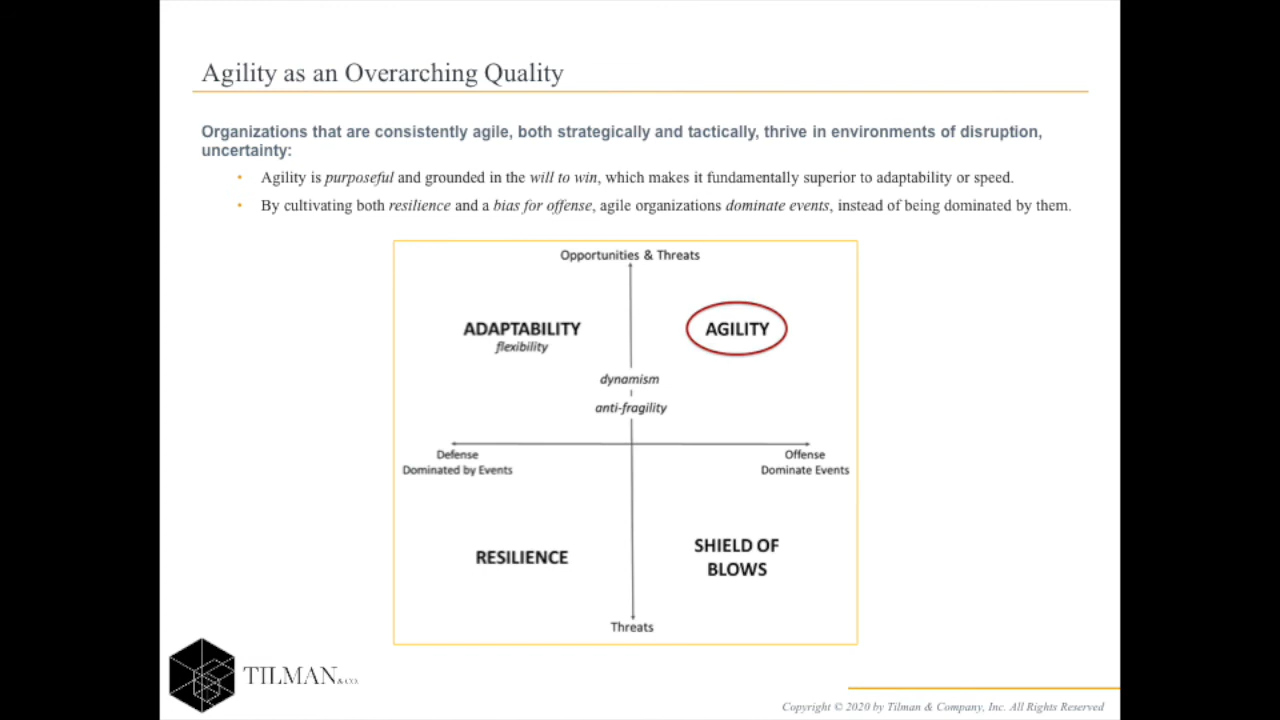 Agility as an Overarching Quality
Organizations that are consistently agile, both strategically and tactically, thrive in environments of disruption,
uncertainty:
• Agility is purposeful and grounded in the will to win, which makes it fundamentally superior to adaptability or speed.
• By cultivating both resilience and a bias for offense, agile organizations dominate events, instead of being dominated by them.
Opportunities & Threats
ADAPTABILITY
flexibility
AGILITY
dynamism
anti-fragility
Defense
Dominated by Events
Offense
Dominate Events
RESILIENCE
SHIELD OF
BLOWS
Threats
TILMAN & CO.
Copyright © 2020 by Tilman & Company, Inc. All Rights Reserved